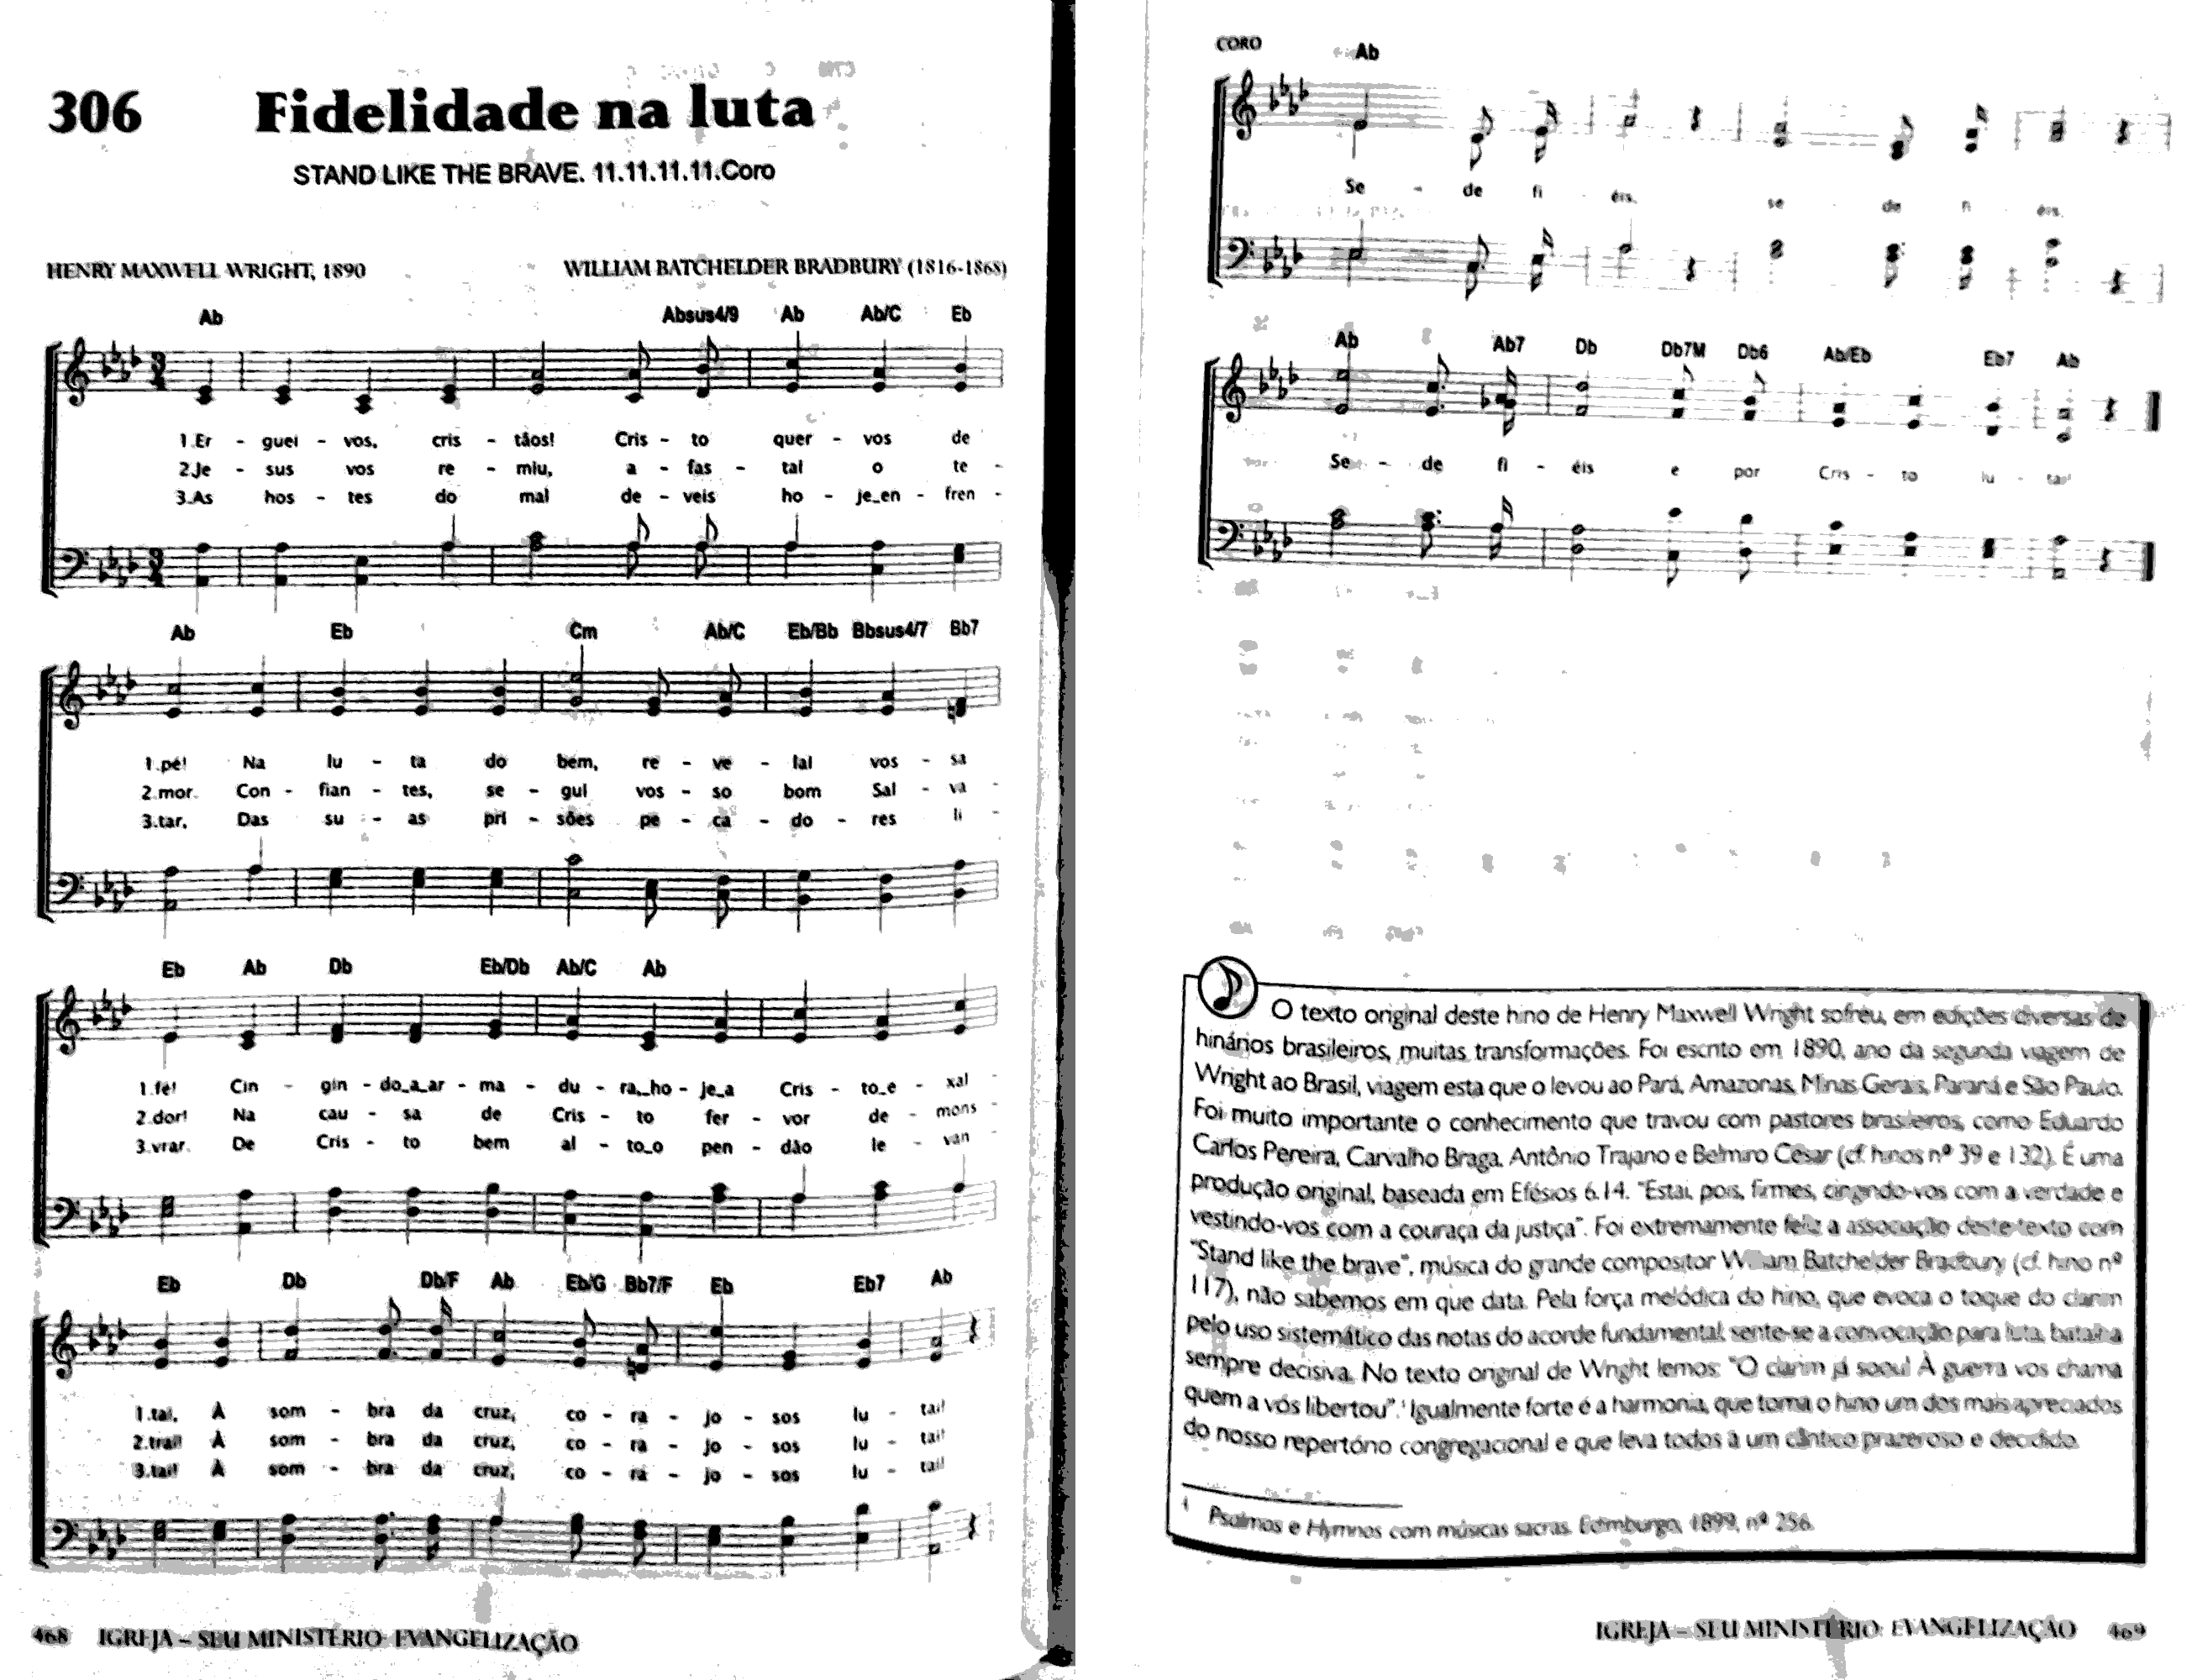 306 Fidelidade na luta
STAND LIKE THE BRAVE. 11.11.11.11.Coro
HENRY MAXWELL WRIGHT, 1890 WILLIAM BATCHELDER BRADBURY (1816-1868)
Ab Absus4/9 Ab Ab/C Eb
1.Er - guei - vos, cris - tãos! Cris - to quer - vos de
2.Je - sus vos re - miu, a - fas - tai o te -
3.As hos - tes do mal de - veis ho - je_en - fren -
Ab Eb Cm Ab/C Eb/Bb Bbsus4/7 Bb7
1.pé! Na lu - ta do bem, re - ve - lai vos - sa
2.mor. Con - fian - tes, se - gui vos - so bom Sal - va -
3.tar, Das su - as pri - sões pe - ca - do - res li -
Eb Ab Db Eb/Db Ab/C Ab
1.fé! Cin - gin - do_a_ar - ma - du - ra,_ho - je_a Cris - to_e - xal -
2.dor! Na cau - sa de Cris - to fer - vor de - mons -
3.vrar. De Cris - to bem al - to_o pen - dão le - van -
Eb Db Db/F Ab Eb/G Bb7/F Eb Eb7 Ab
1.tai, À som - bra da cruz, co - ra - jo - sos lu - tai!
2.trai! À som - bra da cruz, co - ra - jo - sos lu - tai!
3.tai! À som - bra da cruz, co - ra - jo - sos lu - tai!
468 IGREJA – SEU MINISTÉRIO EVANGELIZAÇÃO
CORO Ab
Se - de fi - éis, se - de fi - éis,
Ab Ab7 Db Db7M Db6 Ab/Eb Eb7 Ab
Se - de fi - éis e por Cris - to lu - tai!
O texto original deste hino de Henry Maxwell Wright sofreu, em edições diversas de
hinários brasileiros, muitas transformações. Foi escrito em 1890, ano da segunda viagem de
Wright ao Brasil, viagem esta que o levou ao Pará, Amazonas, Minas Gerais, Paraná e São Paulo.
Foi muito importante o conhecimento que travou com pastores brasileiros, como Eduardo
Carlos Pereira, Carvalho Braga, Antônio Trajano e Belmiro César (cf. hinos nº 39 e 132). É uma
produção original, baseada em Efésios 6.14. "Estai, pois, firmes, cingindo-vos com a verdade e
vestindo-vos com a couraça da justiça". Foi extremamente feliz a associação deste texto com
"Stand like the brave", música do grande compositor William Batchelder Bradbury (cf. hino nº
117), não sabemos em que data. Pela força melódica do hino, que evoca o toque do clarim
pelo uso sistemático das notas do acorde fundamental, sente-se a convocação para luta, batalha
sempre decisiva. No texto original de Wright lemos: "O clarim já soou! À guerra vos chama
quem a vós libertou".¹ Igualmente forte é a harmonia, que torna o hino um dos mais apreciados
do nosso repertório congregacional e que leva todos a um cântico prazeroso e decidido.
¹ Psalmos e Hymnos com músicas sacras. Edimburgo, 1899, nº 256.
IGREJA – SEU MINISTÉRIO EVANGELIZAÇÃO 469